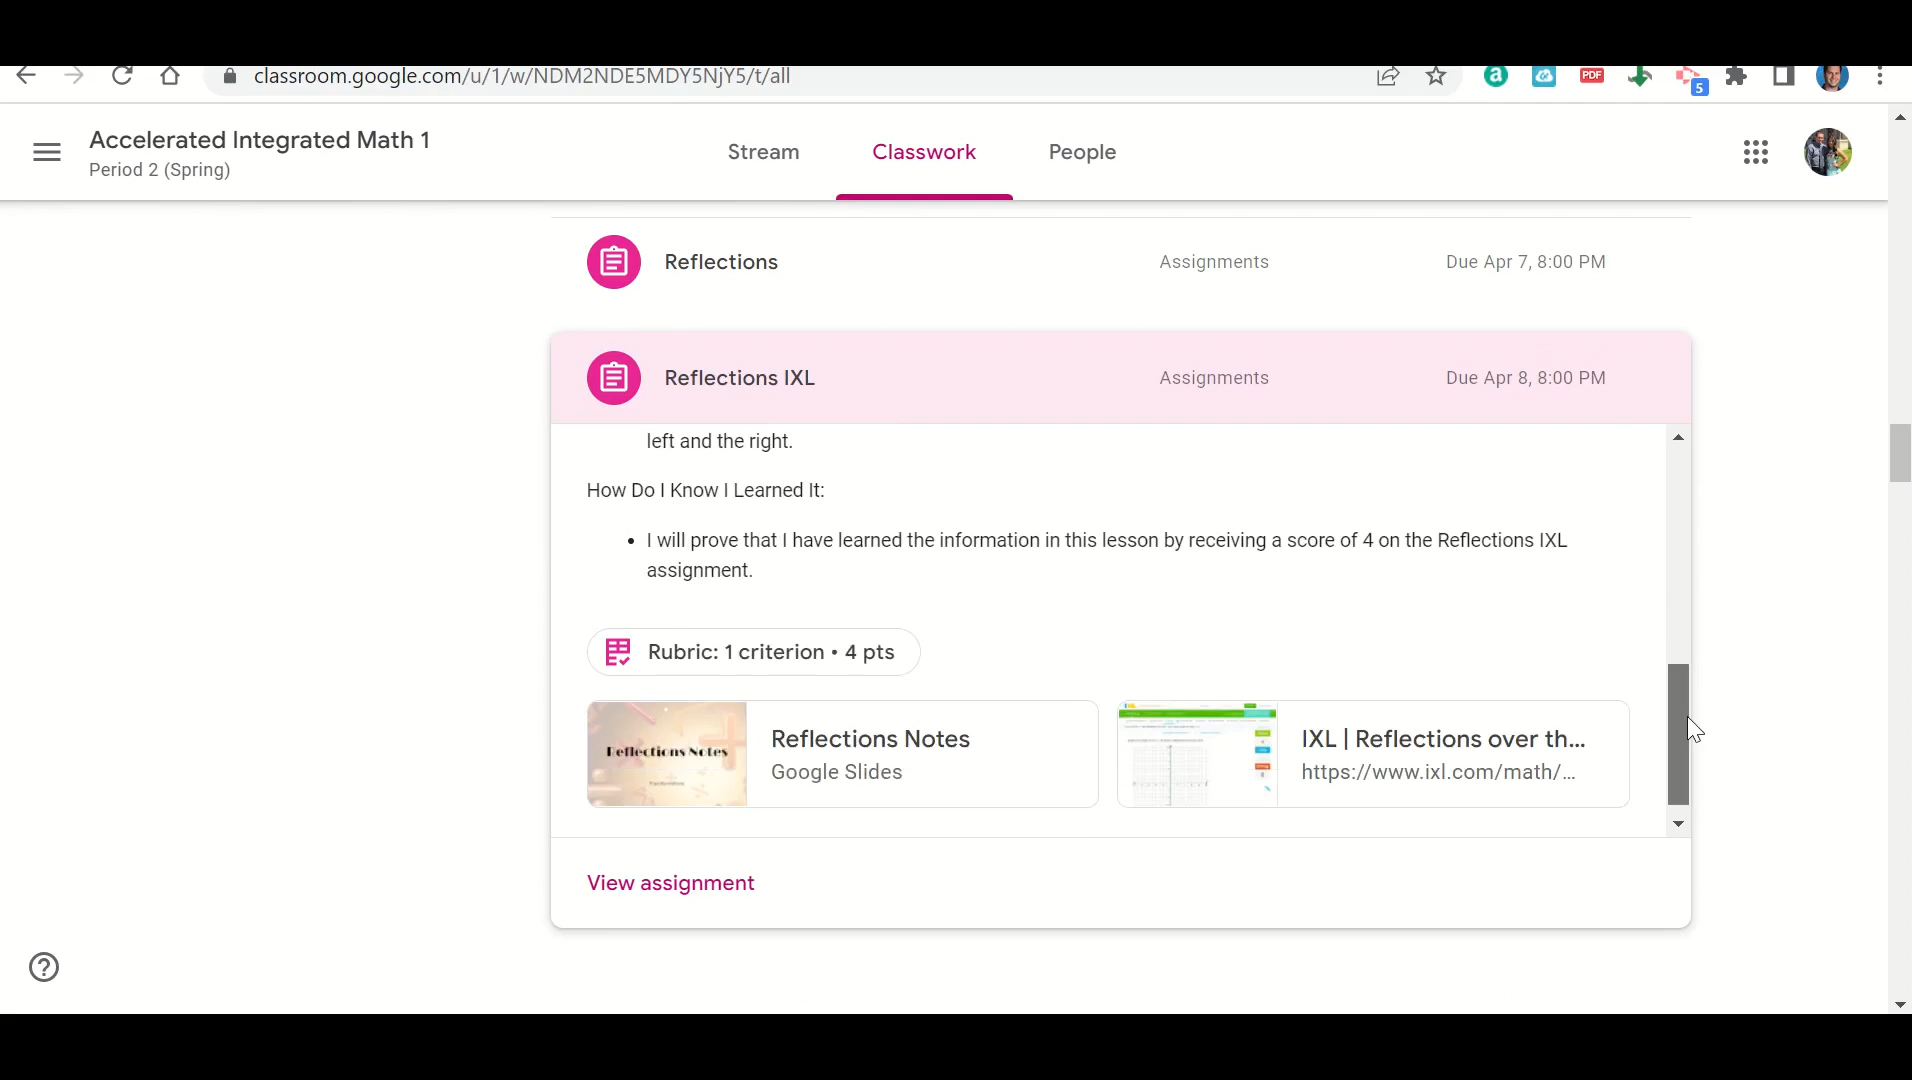 classroom.google.com/u/1/w/NDM2NDE5MDY5NjY5/t/all
PDF
5
Accelerated Integrated Math 1
Period 2 (Spring)
Stream
Classwork
People
Reflections
Assignments
Due Apr 7, 8:00 PM
Reflections IXL
Assignments
Due Apr 8, 8:00 PM
left and the right.
How Do I Know I Learned It:
• I will prove that I have learned the information in this lesson by receiving a score of 4 on the Reflections IXL
assignment.
Rubric: 1 criterion • 4 pts
Reflections Notes
Reflections Notes
Google Slides
IXL | Reflections over th...
https://www.ixl.com/math/...
View assignment